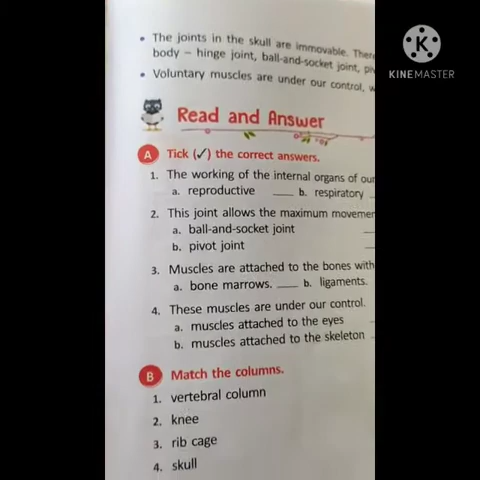 • The joints in the skull are immovable. There
body – hinge joint, ball-and-socket joint, piv
• Voluntary muscles are under our control, w
K
KINEMASTER
Read and Answer
A Tick (✓) the correct answers.
1. The working of the internal organs of our
a. reproductive ____ b. respiratory
2. This joint allows the maximum movemen
a. ball-and-socket joint
b. pivot joint
3. Muscles are attached to the bones with
a. bone marrows. ____ b. ligaments.
4. These muscles are under our control.
a. muscles attached to the eyes
b. muscles attached to the skeleton
B Match the columns.
1. vertebral column
2. knee
3. rib cage
4. skull